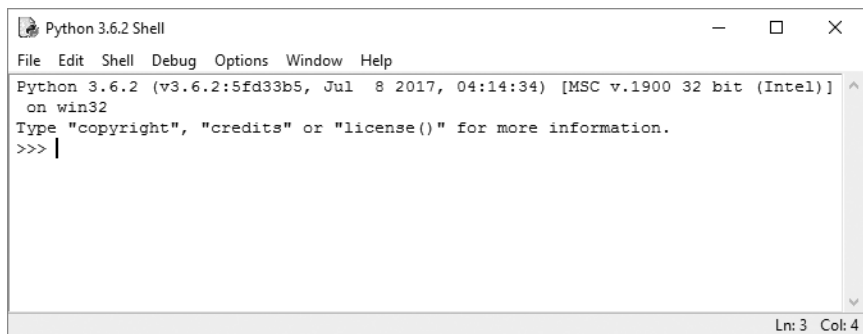 Python 3.6.2 Shell
File Edit Shell Debug Options Window Help
Python 3.6.2 (v3.6.2:5fd33b5, Jul  8 2017, 04:14:34) [MSC v.1900 32 bit (Intel)]
 on win32
Type "copyright", "credits" or "license()" for more information.
>>>
Ln: 3 Col: 4